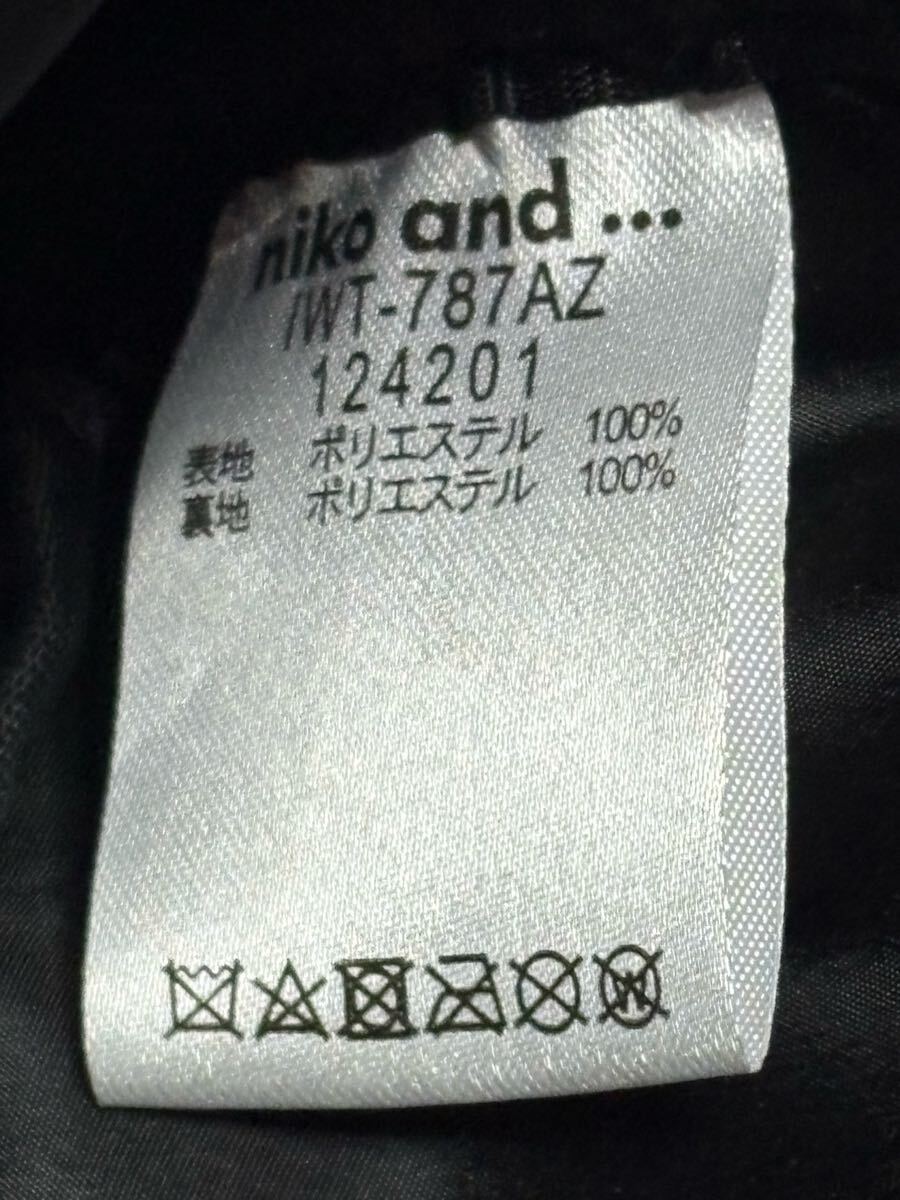 niko and ...
IWT-787AZ
124201
表地 ポリエステル 100%
裏地 ポリエステル 100%